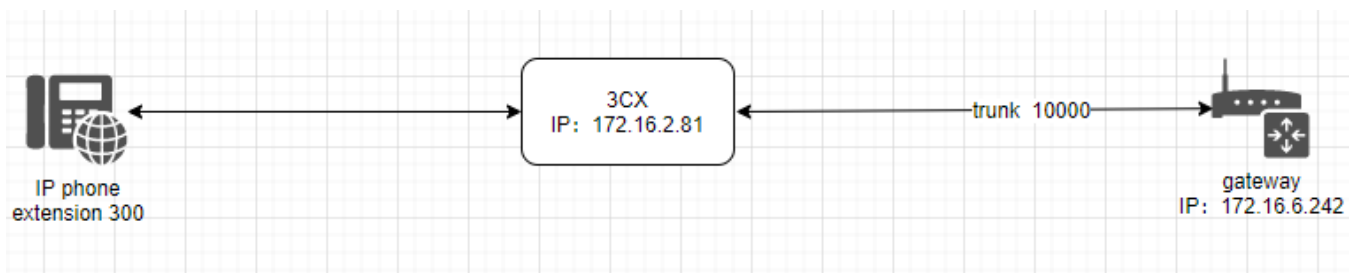 3CX
IP：172.16.2.81
trunk 10000
IP phone
extension 300
gateway
IP：172.16.6.242